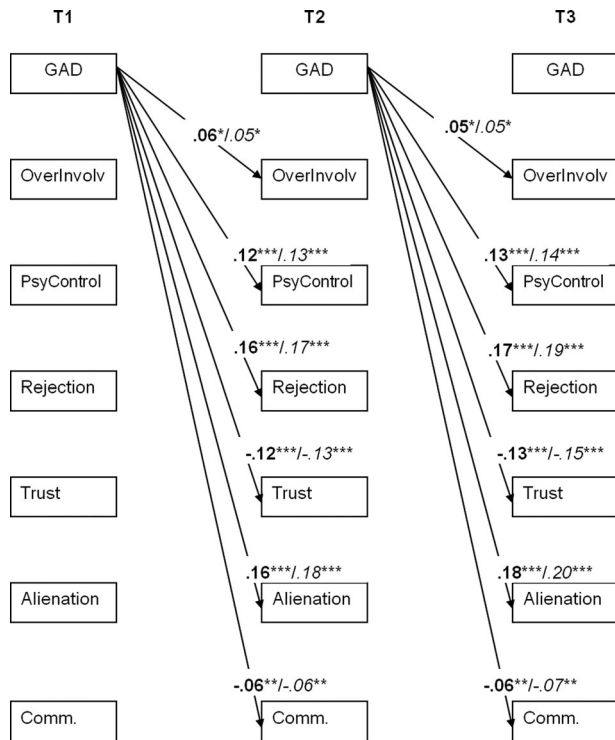 T1 T2 T3
GAD GAD GAD
.06*/.05* .05*/.05*
OverInvolv OverInvolv OverInvolv
.12***/.13*** .13***/.14***
PsyControl PsyControl PsyControl
.16***/.17*** .17***/.19***
Rejection Rejection Rejection
-.12***/-.13*** -.13***/-.15***
Trust Trust Trust
.16***/.18*** .18***/.20***
Alienation Alienation Alienation
-.06**/-.06** -.06**/-.07**
Comm. Comm. Comm.